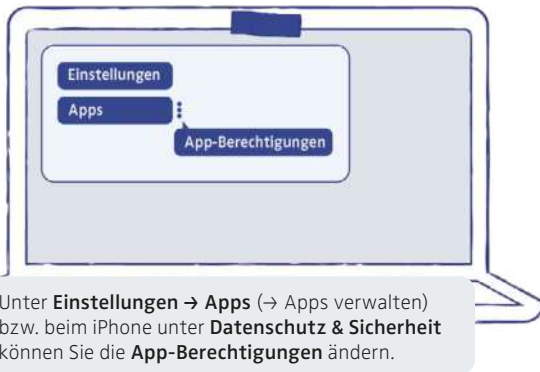 Einstellungen
Apps
App-Berechtigungen
Unter Einstellungen → Apps (→ Apps verwalten)
bzw. beim iPhone unter Datenschutz & Sicherheit
können Sie die App-Berechtigungen ändern.